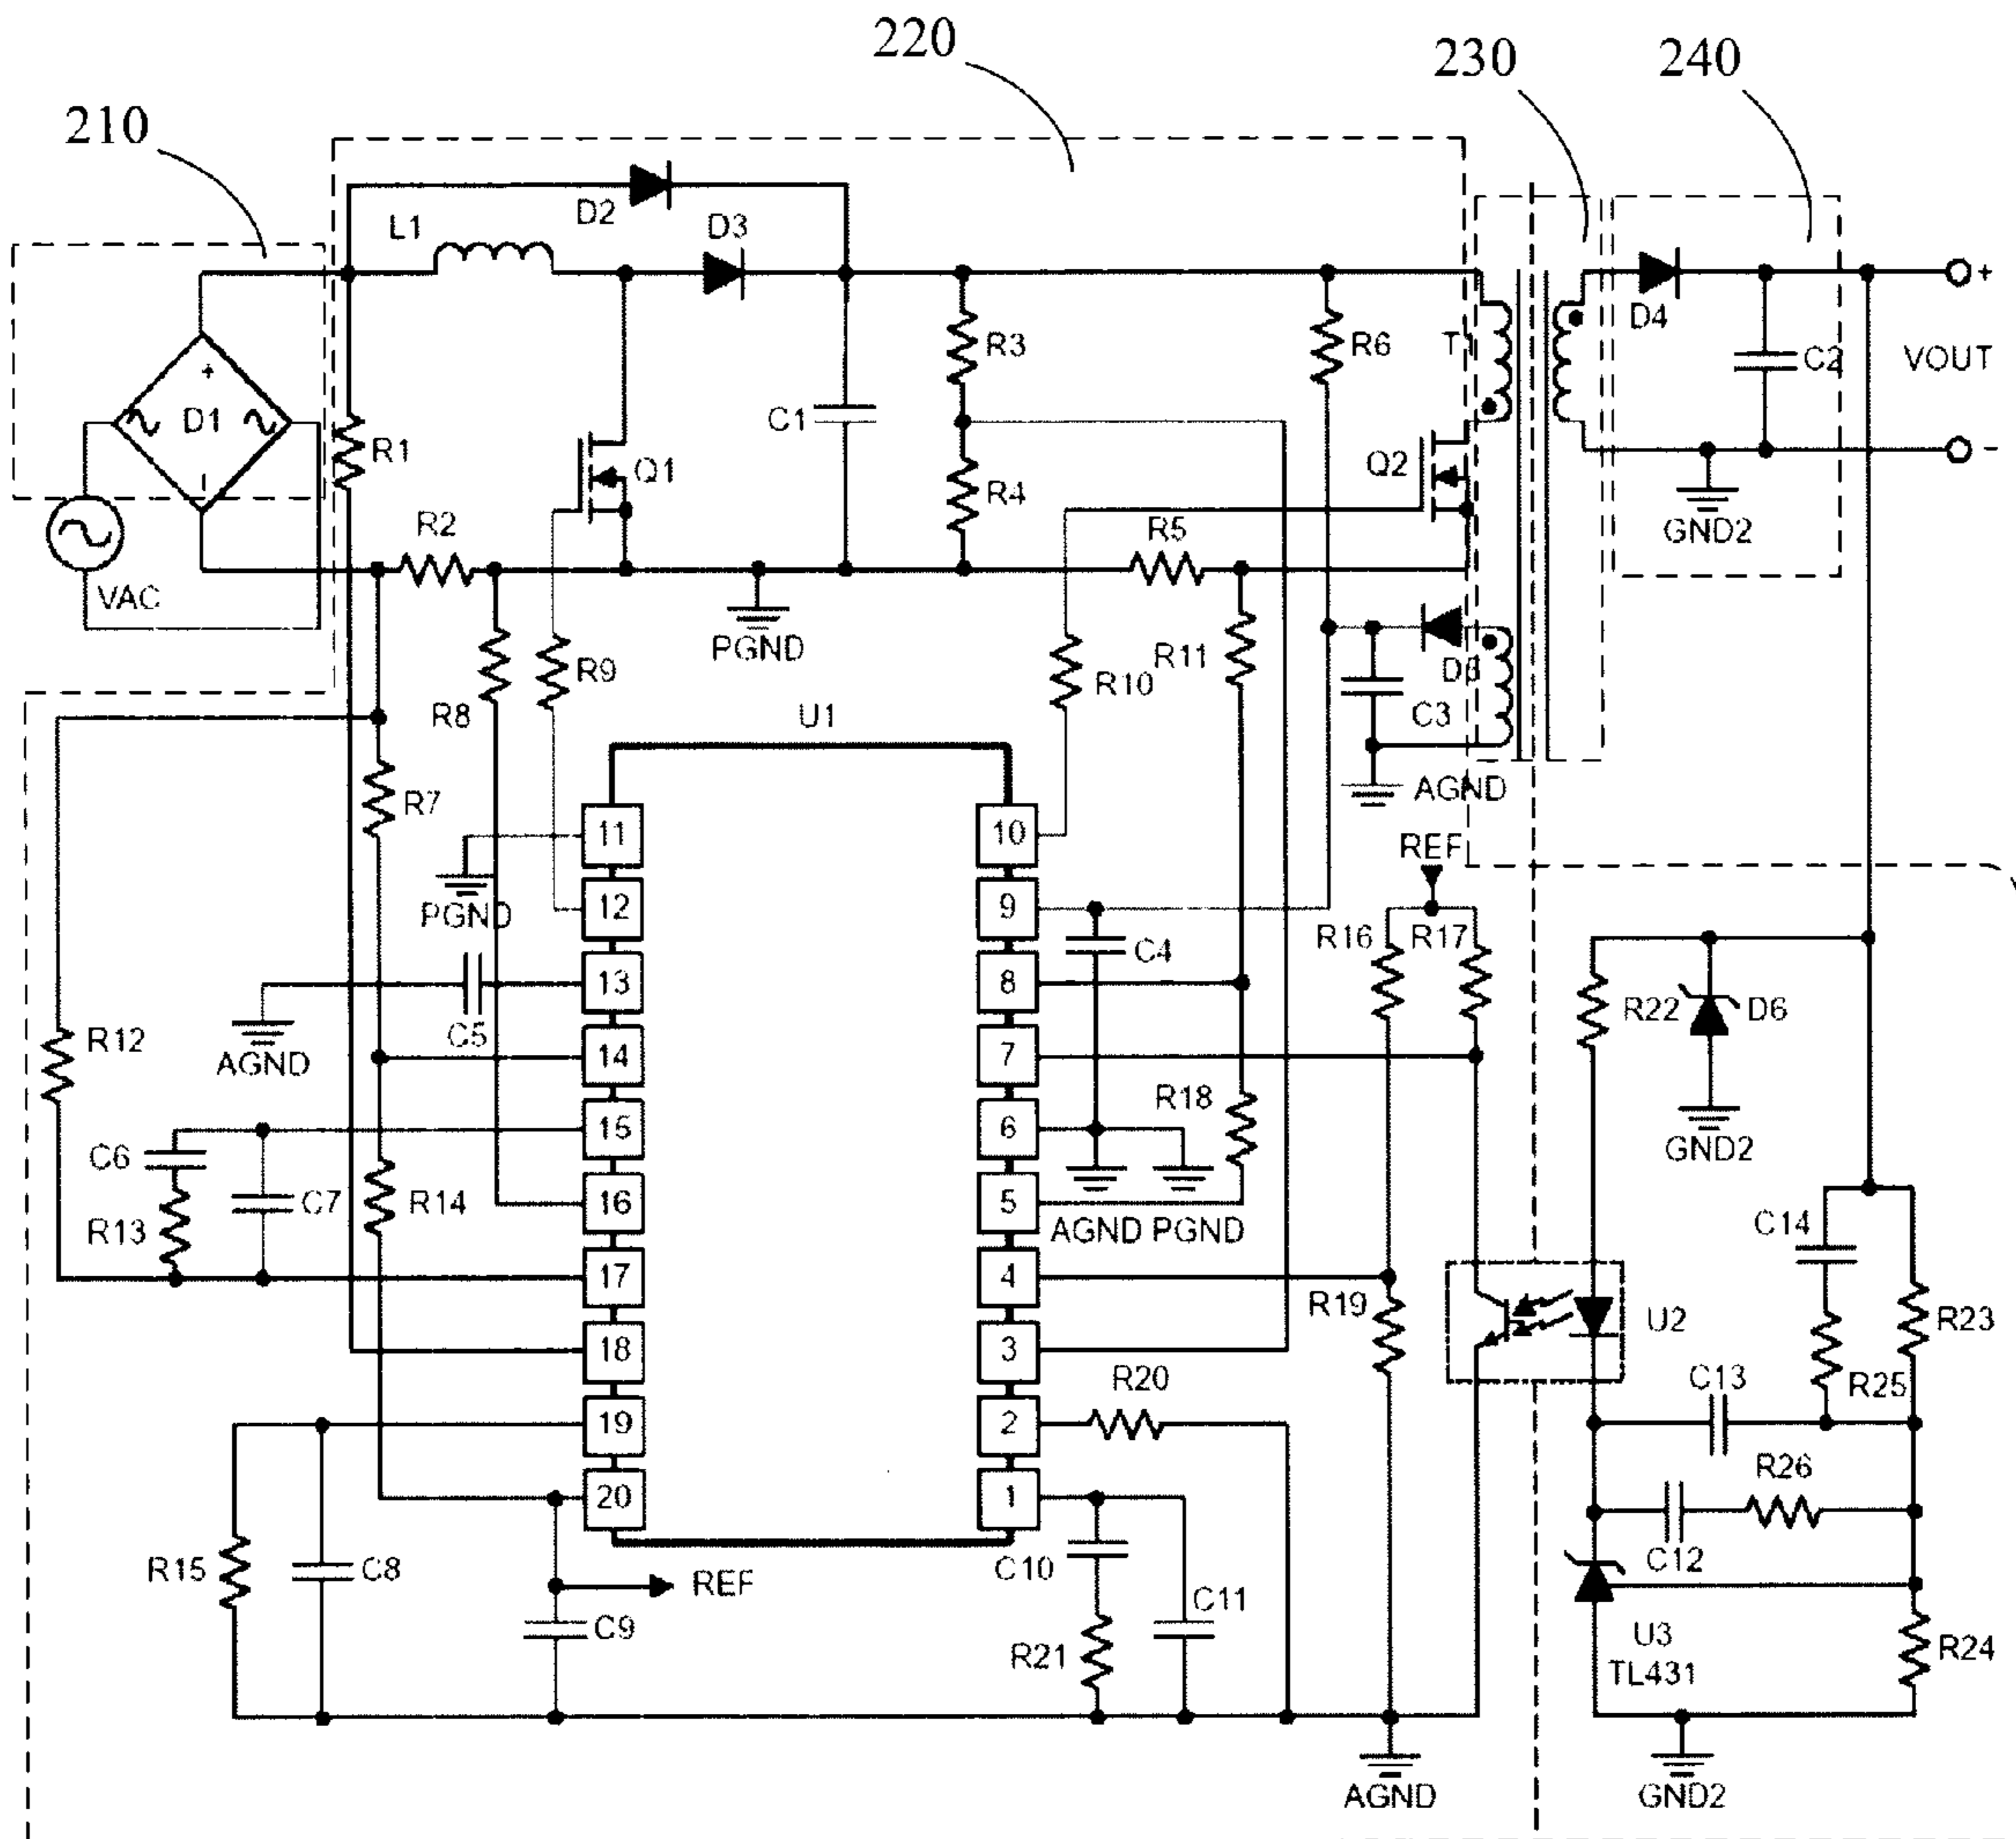 220
230
240
210
D2
L1
D3
D4
R3
R6
T1
C2
VOUT
+
-
+
D1
-
R1
C1
Q1
R4
Q2
GND2
R2
R5
VAC
PGND
R9
R11
R10
D5
C3
R8
U1
R7
AGND
11
10
REF
PGND
12
9
R16
R17
C4
13
8
R22
D6
R12
C5
AGND
14
7
R18
GND2
15
6
C6
C7
R14
16
5
AGND
PGND
C14
R13
17
4
R19
U2
R23
18
3
R20
C13
R25
19
2
R26
20
1
C12
R15
C8
REF
C10
C11
C9
R21
U3
TL431
R24
AGND
GND2